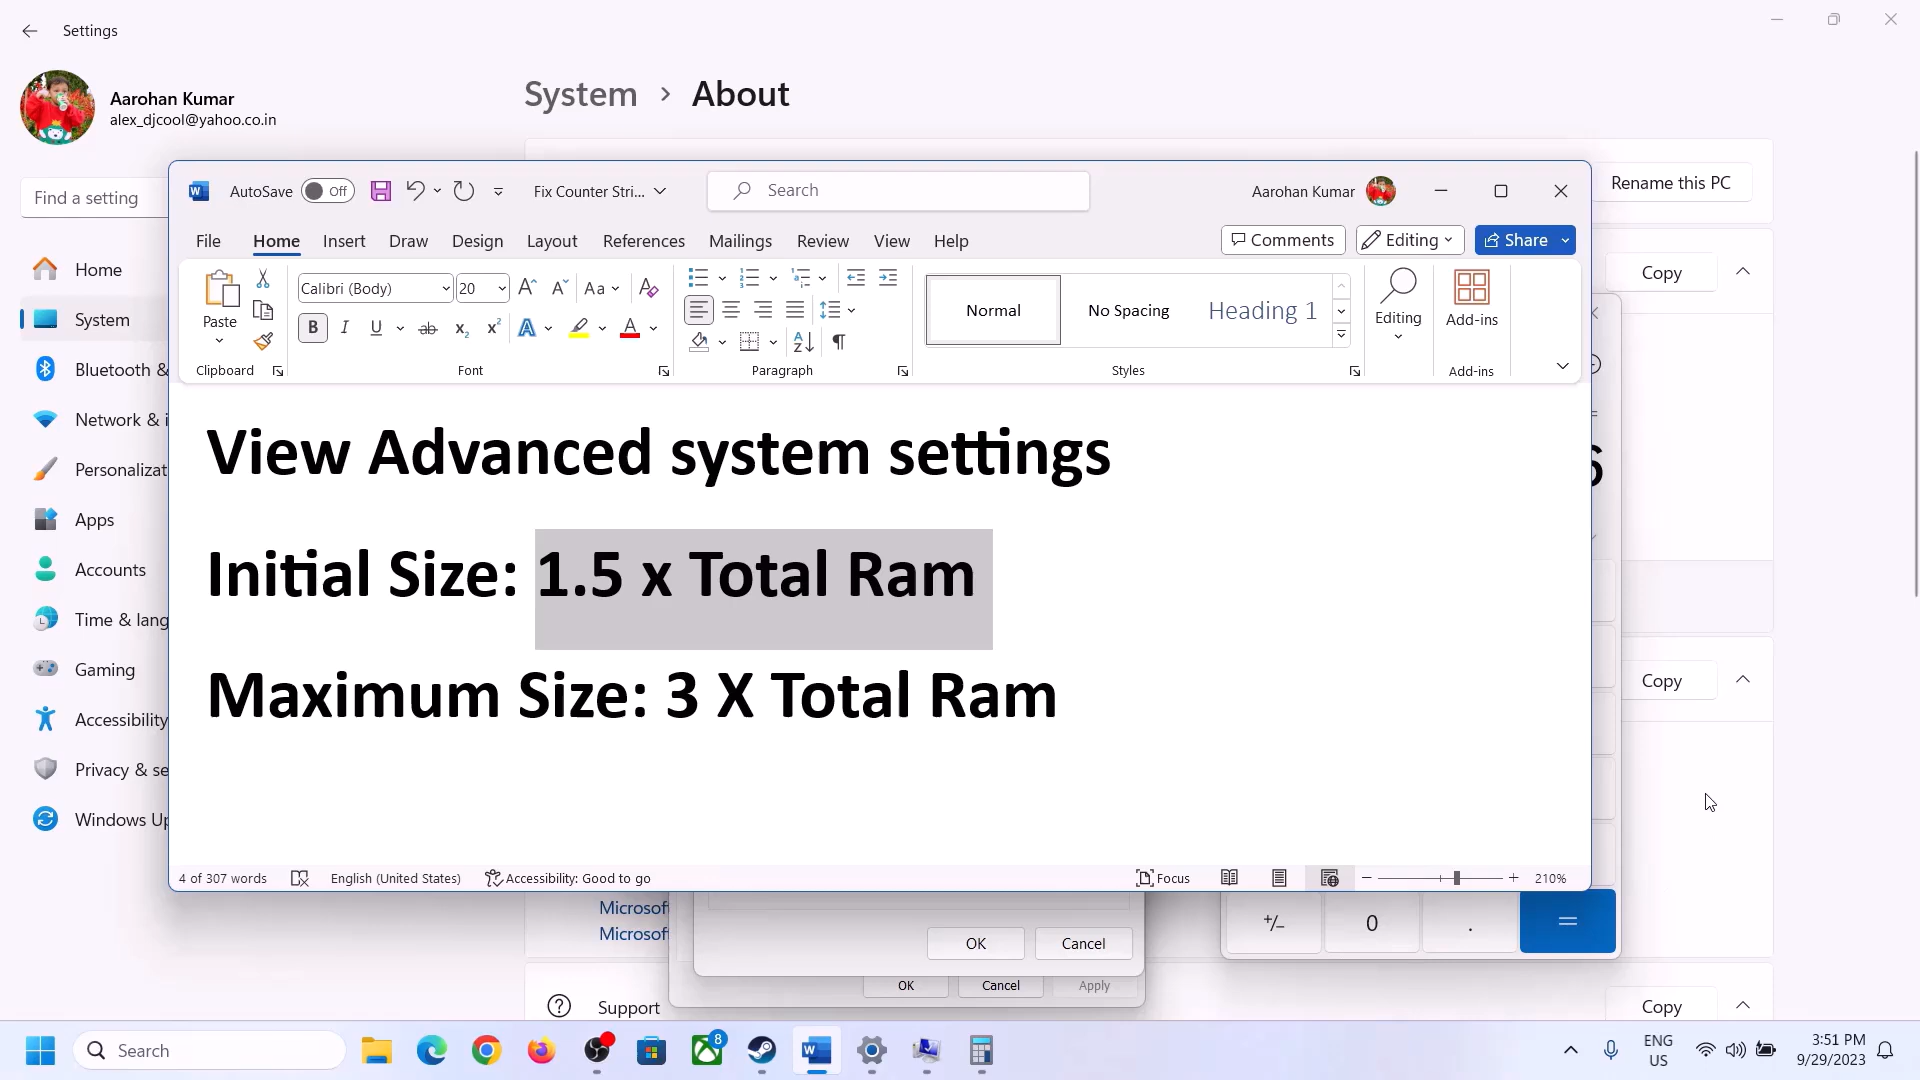 Settings
Aarohan Kumar
alex_djcool@yahoo.co.in
System > About
Find a setting
Rename this PC
AutoSave Off
Fix Counter Stri...
Search
Aarohan Kumar
File Home Insert Draw Design Layout References Mailings Review View Help
Comments Editing Share
Paste
Clipboard
Calibri (Body) 20
Font
Paragraph
Normal
No Spacing
Heading 1
Styles
Editing
Add-ins
Add-ins
Home
System
Bluetooth &
Network & i
Personalizat
Apps
Accounts
Time & lang
Gaming
Accessibility
Privacy & se
Windows Up
Copy
View Advanced system settings
Initial Size: 1.5 x Total Ram
Maximum Size: 3 X Total Ram
Copy
4 of 307 words
English (United States)
Accessibility: Good to go
Focus
210%
Microsof
Microsof
OK Cancel
OK Cancel Apply
+/- 0 . =
Support
Copy
Search
8
ENG
US
3:51 PM
9/29/2023